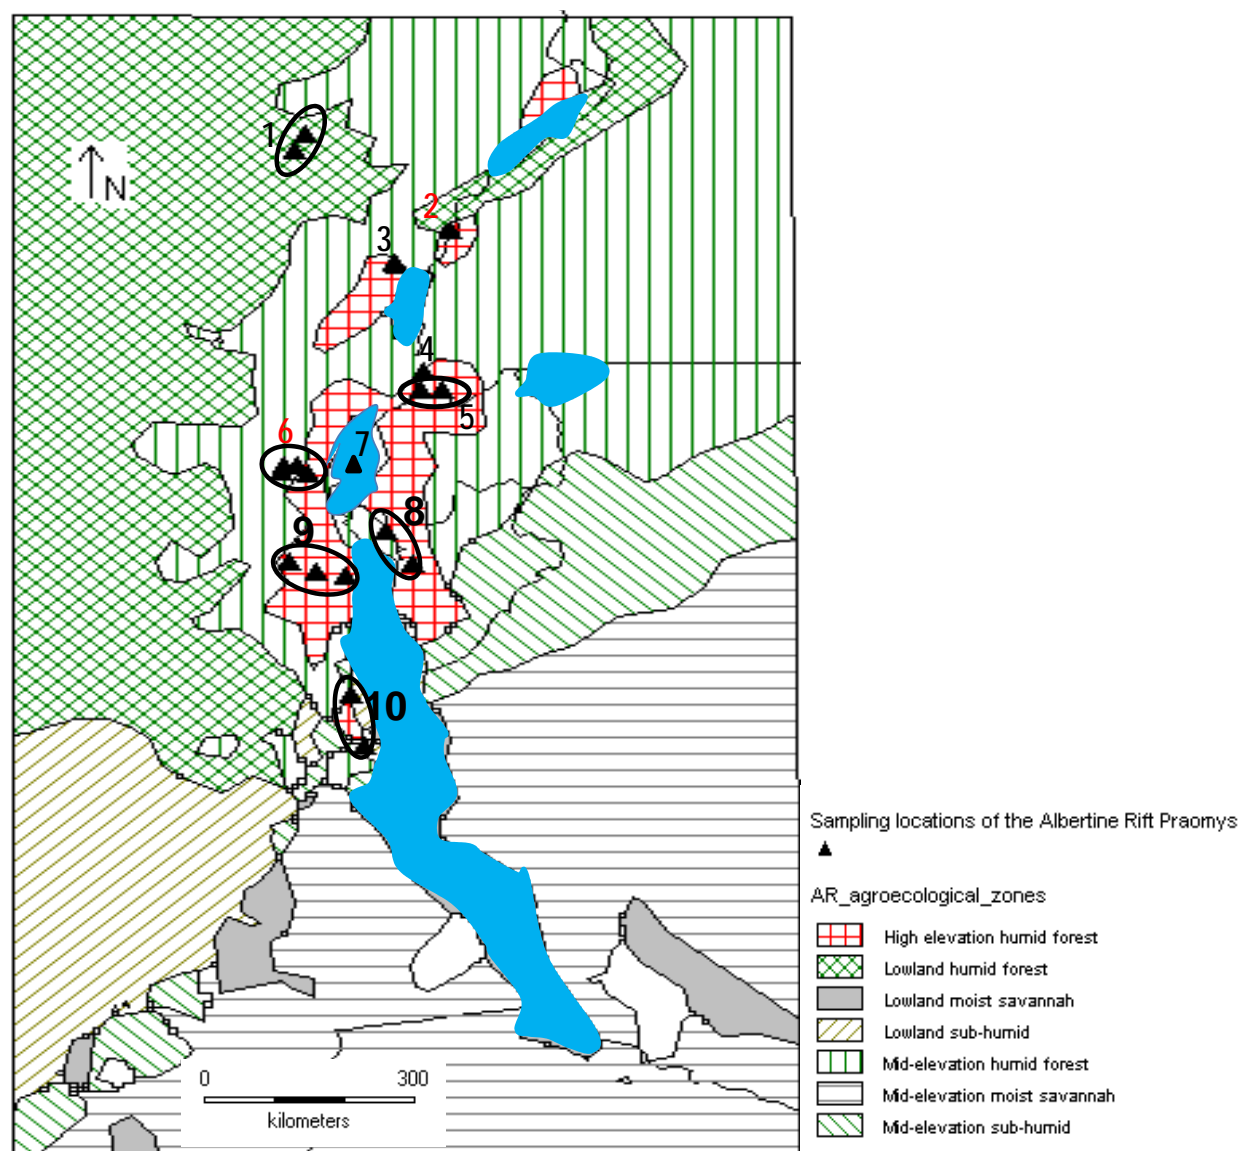 1
N
2
3
4
5
6
7
8
9
10
Sampling locations of the Albertine Rift Praomys
AR_agroecological_zones
High elevation humid forest
Lowland humid forest
Lowland moist savannah
Lowland sub-humid
Mid-elevation humid forest
Mid-elevation moist savannah
Mid-elevation sub-humid
0 300
kilometers